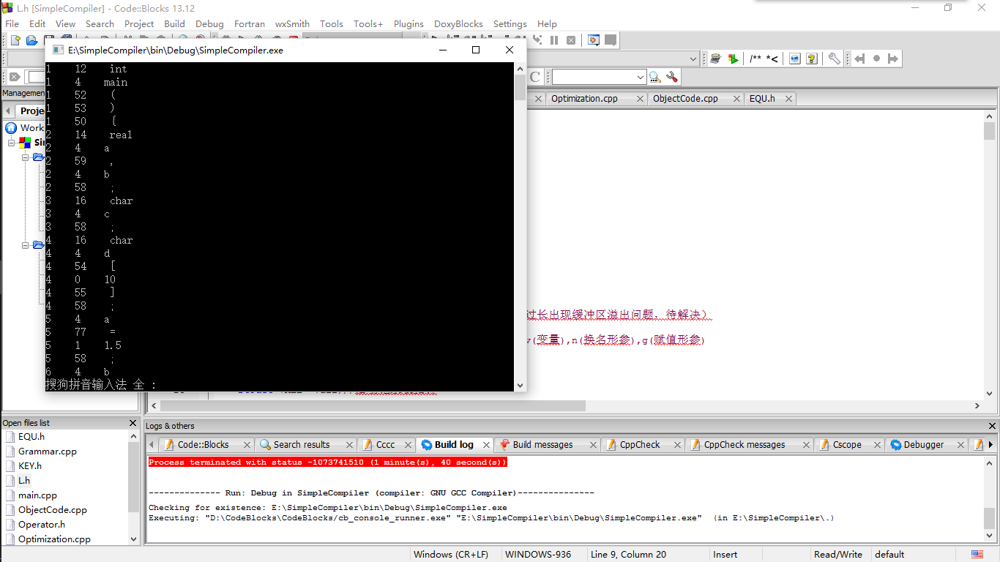 L.h [SimpleCompiler] - Code::Blocks 13.12
File Edit View Search Project Build Debug Fortran wxSmith Tools Tools+ Plugins DoxyBlocks Settings Help
E:\SimpleCompiler\bin\Debug\SimpleCompiler.exe
/** *<
C
Management
Optimization.cpp ObjectCode.cpp EQU.h
Proje
Work
Sim
1 12 int
1 4 main
1 52 (
1 53 )
1 50 {
2 14 real
2 4 a
2 59 ,
2 4 b
2 58 ;
3 16 char
3 4 c
3 58 ;
4 16 char
4 4 d
4 54 [
4 0 10
4 55 ]
4 58 ;
5 4 a
5 77 =
5 1 1.5
5 58 ;
6 4 b
搜狗拼音输入法 全 :
过长出现缓冲区溢出问题，待解决）
v(变量),n(换名形参),g(赋值形参)
Open files list
EQU.h
Grammar.cpp
KEY.h
L.h
main.cpp
ObjectCode.cpp
Operator.h
Optimization.cpp
Logs & others
Code::Blocks Search results Cccc Build log Build messages CppCheck CppCheck messages Cscope Debugger
Process terminated with status -1073741510 (1 minute(s), 40 second(s))
-------------- Run: Debug in SimpleCompiler (compiler: GNU GCC Compiler)---------------
Checking for existence: E:\SimpleCompiler\bin\Debug\SimpleCompiler.exe
Executing: "D:\CodeBlocks\CodeBlocks/cb_console_runner.exe" "E:\SimpleCompiler\bin\Debug\SimpleCompiler.exe"  (in E:\SimpleCompiler\.)
Windows (CR+LF) WINDOWS-936 Line 9, Column 20 Insert Read/Write default